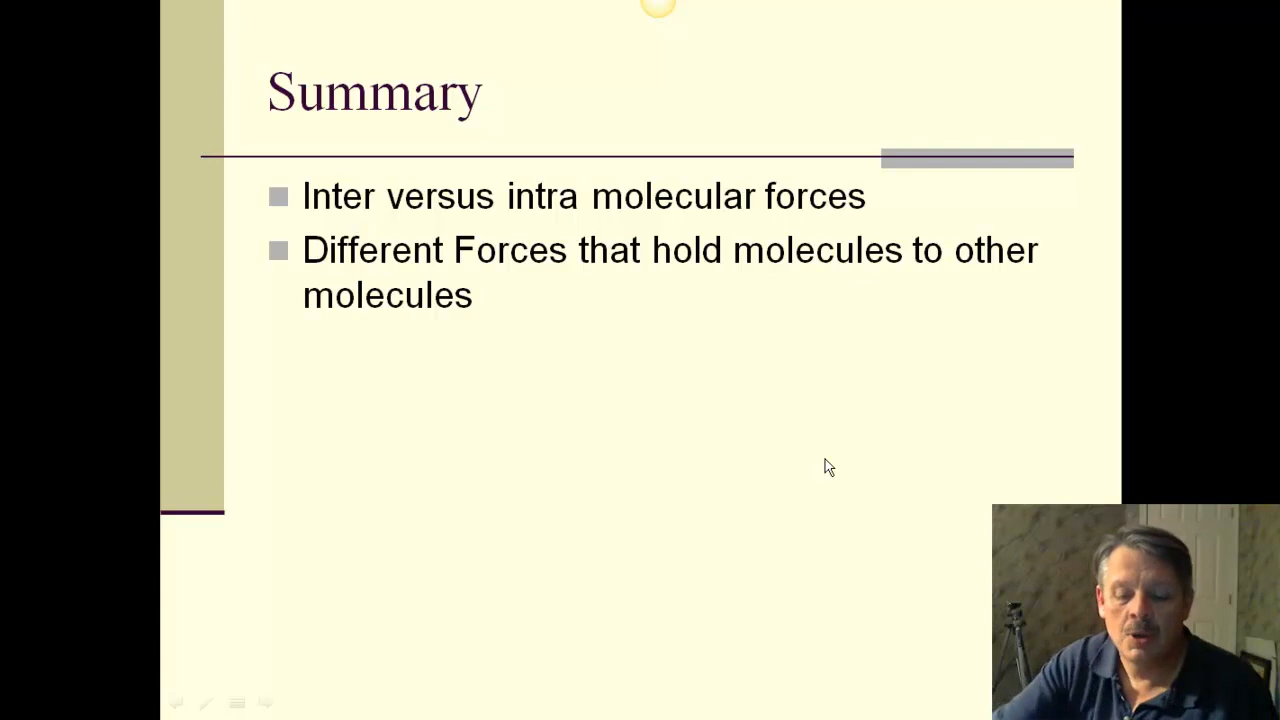 Summary
Inter versus intra molecular forces
Different Forces that hold molecules to other
molecules